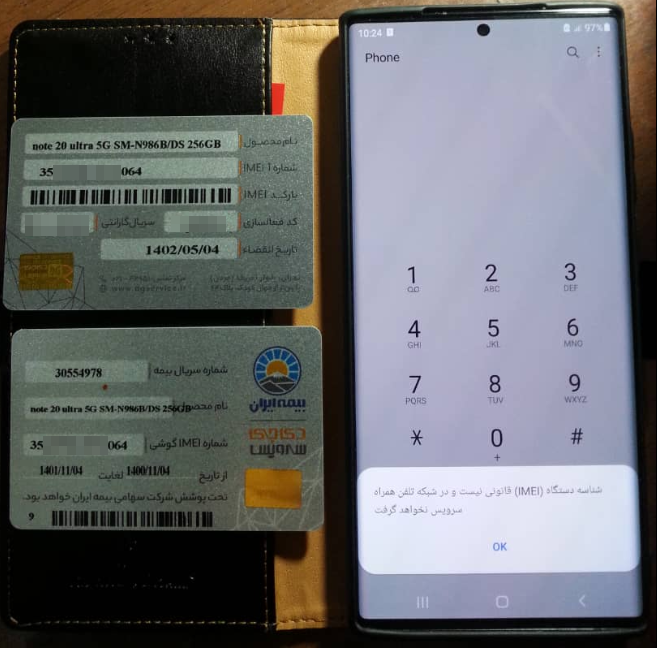 note 20 ultra 5G SM-N986B/DS 256GB نام محصول
35 064 شماره IMEI 1
بارکد IMEI
کد فعالسازی سریال گارانتی
1402/05/04 تاریخ انقضاء
30554978 شماره سریال بیمه
note 20 ultra 5G SM-N986B/DS 256GB نام محصول
35 064 شماره IMEI گوشی
از تاریخ 1400/11/04 لغایت 1401/11/04
تحت پوشش شرکت سهامی بیمه ایران خواهد بود.
9
بیمه ایران
سرویس
10:24 97%
Phone
1 2 ABC 3 DEF
4 GHI 5 JKL 6 MNO
7 PQRS 8 TUV 9 WXYZ
* 0 + #
شناسه دستگاه (IMEI) قانونی نیست و در شبکه تلفن همراه
سرویس نخواهد گرفت
OK